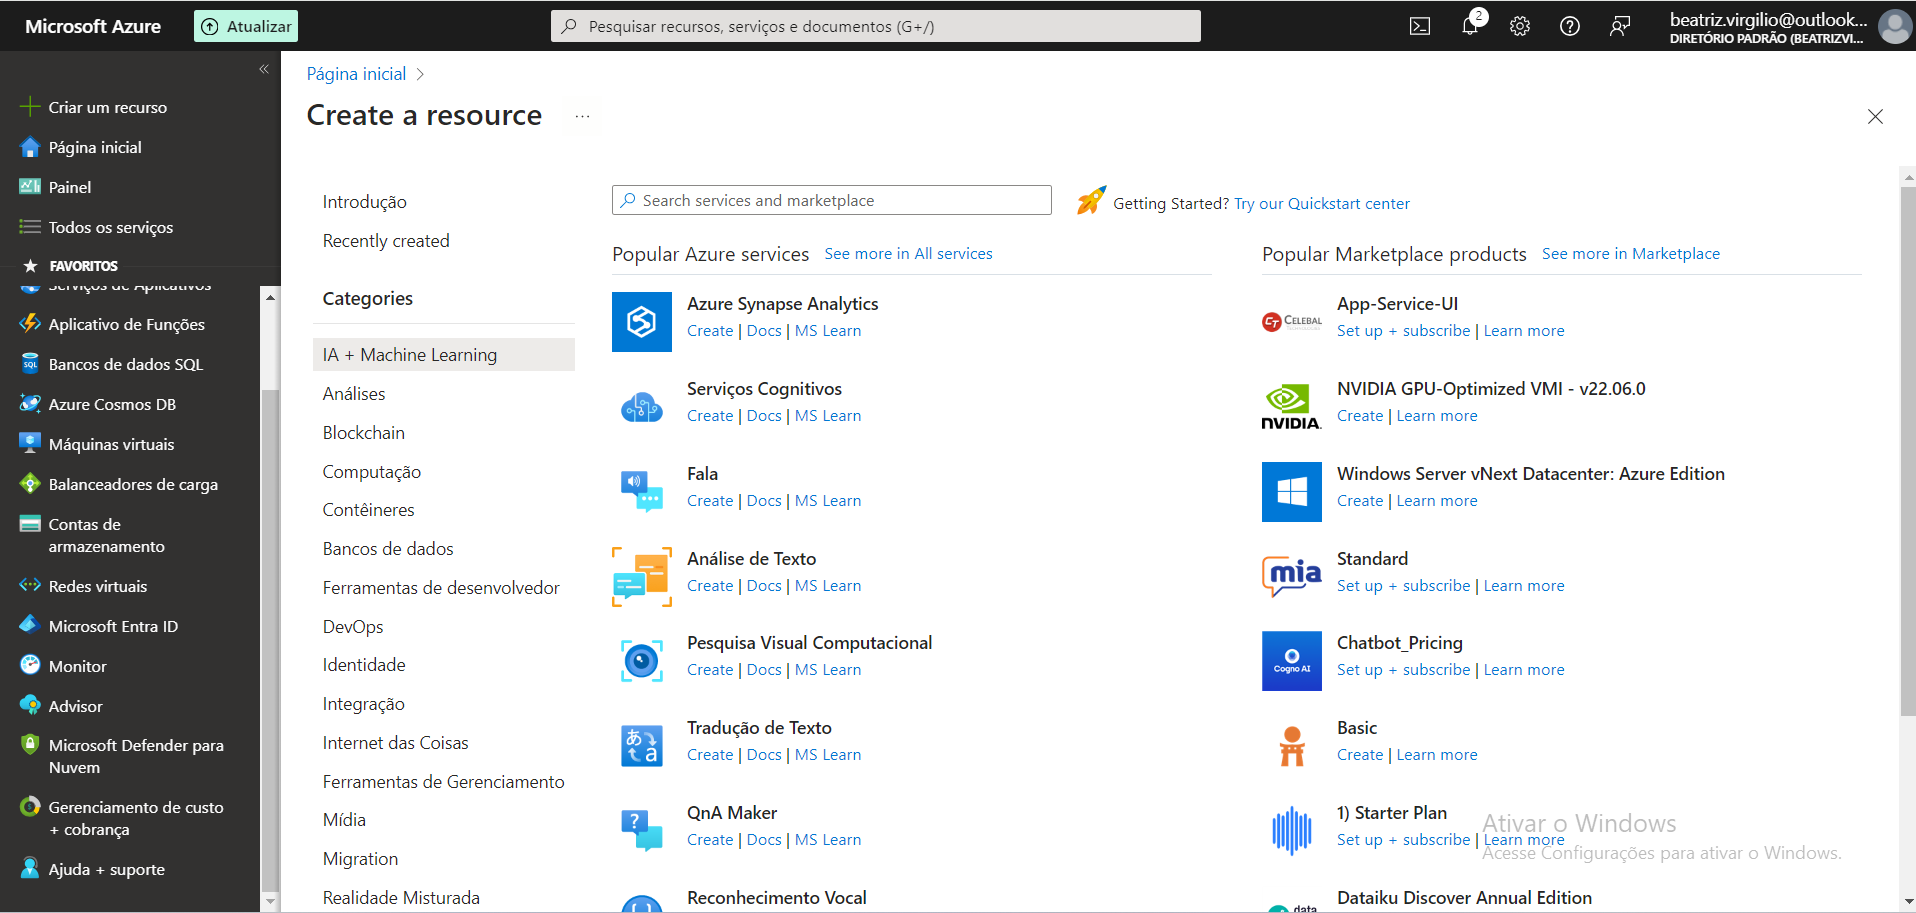 Microsoft Azure
Atualizar
Pesquisar recursos, serviços e documentos (G+/)
2
beatriz.virgilio@outlook...
DIRETÓRIO PADRÃO (BEATRIZVI...
Criar um recurso
Página inicial
Painel
Todos os serviços
FAVORITOS
Serviços de Aplicativos
Aplicativo de Funções
SQL
Bancos de dados SQL
Azure Cosmos DB
Máquinas virtuais
Balanceadores de carga
Contas de
armazenamento
Redes virtuais
Microsoft Entra ID
Monitor
Advisor
Microsoft Defender para
Nuvem
Gerenciamento de custo
+ cobrança
Ajuda + suporte
Página inicial
Create a resource
...
Introdução
Recently created
Categories
IA + Machine Learning
Análises
Blockchain
Computação
Contêineres
Bancos de dados
Ferramentas de desenvolvedor
DevOps
Identidade
Integração
Internet das Coisas
Ferramentas de Gerenciamento
Mídia
Migration
Realidade Misturada
Search services and marketplace
Getting Started? Try our Quickstart center
Popular Azure services See more in All services
Azure Synapse Analytics
Create | Docs | MS Learn
Serviços Cognitivos
Create | Docs | MS Learn
Fala
Create | Docs | MS Learn
Análise de Texto
Create | Docs | MS Learn
Pesquisa Visual Computacional
Create | Docs | MS Learn
あ a
Tradução de Texto
Create | Docs | MS Learn
?
QnA Maker
Create | Docs | MS Learn
Reconhecimento Vocal
Popular Marketplace products See more in Marketplace
CT CELEBAL
App-Service-UI
Set up + subscribe | Learn more
NVIDIA.
NVIDIA GPU-Optimized VMI - v22.06.0
Create | Learn more
Windows Server vNext Datacenter: Azure Edition
Create | Learn more
mia
Standard
Set up + subscribe | Learn more
Cogno AI
Chatbot_Pricing
Set up + subscribe | Learn more
Basic
Create | Learn more
1) Starter Plan
Set up + subscribe | Learn more
data
Dataiku Discover Annual Edition
Ativar o Windows
Acesse Configurações para ativar o Windows.